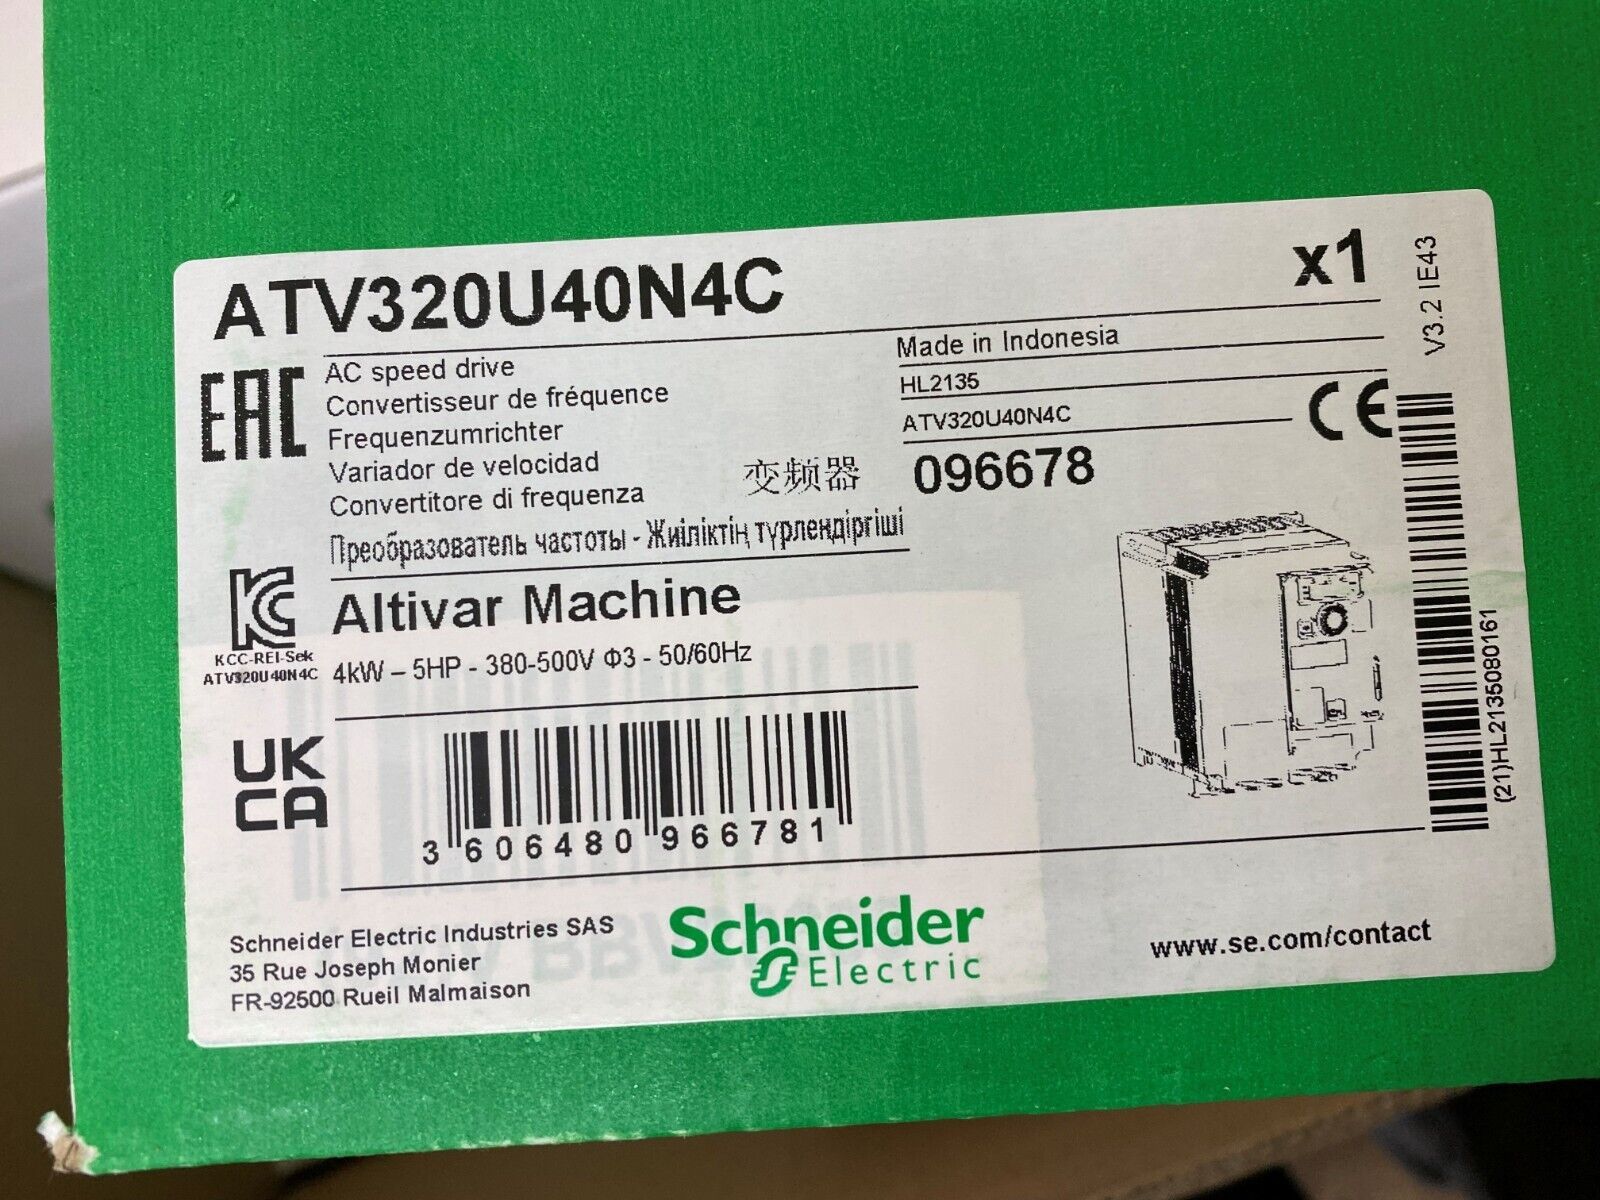 ATV320U40N4C
x1
V3.2 IE43
EAC
AC speed drive
Convertisseur de fréquence
Frequenzumrichter
Variador de velocidad
Convertitore di frequenza
变频器
Преобразователь частоты - Жиіліктің түрлендіргіші
Made in Indonesia
HL2135
ATV320U40N4C
CE
096678
KC
KCC-REI-Sek
ATV320U40N4C
Altivar Machine
4kW – 5HP - 380-500V Φ3 - 50/60Hz
UK
CA
3 606480 966781
(21)HL2135080161
Schneider Electric Industries SAS
35 Rue Joseph Monier
FR-92500 Rueil Malmaison
Schneider
Electric
www.se.com/contact